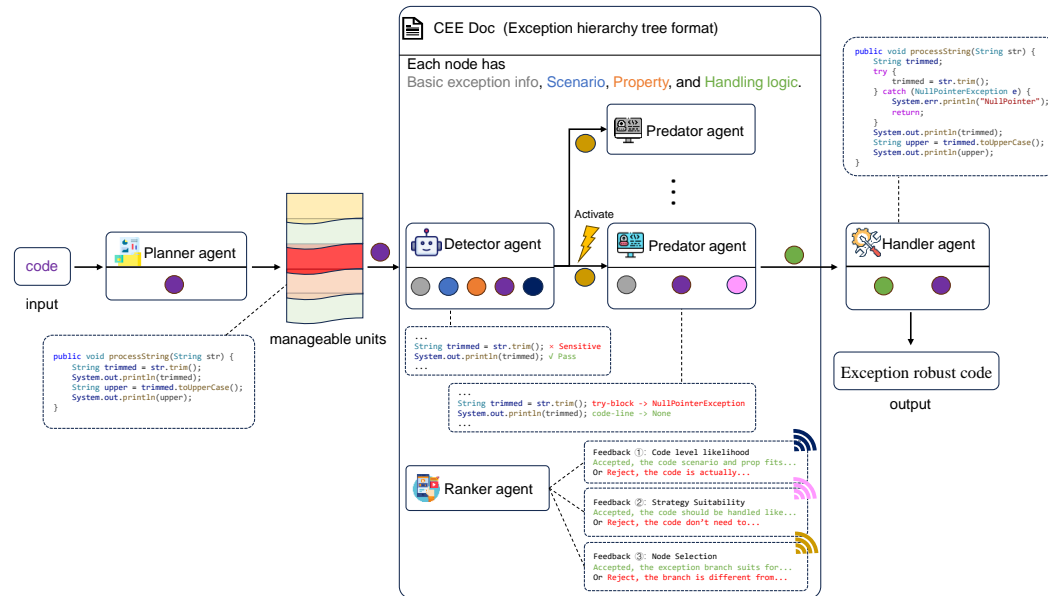 CEE Doc (Exception hierarchy tree format)
Each node has
Basic exception info, Scenario, Property, and Handling logic.
code
input
Planner agent
manageable units
public void processString(String str) {
String trimmed = str.trim();
System.out.println(trimmed);
String upper = trimmed.toUpperCase();
System.out.println(upper);
}
Detector agent
Activate
Predator agent
...
Predator agent
...
String trimmed = str.trim(); × Sensitive
System.out.println(trimmed); √ Pass
...
...
String trimmed = str.trim(); try-block -> NullPointerException
System.out.println(trimmed); code-line -> None
...
Ranker agent
Feedback ①: Code level likelihood
Accepted, the code scenario and prop fits...
Or Reject, the code is actually...
Feedback ②: Strategy Suitability
Accepted, the code should be handled like...
Or Reject, the code don't need to...
Feedback ③: Node Selection
Accepted, the exception branch suits for...
Or Reject, the branch is different from...
public void processString(String str) {
String trimmed;
try {
trimmed = str.trim();
} catch (NullPointerException e) {
System.err.println("NullPointer");
return;
}
System.out.println(trimmed);
String upper = trimmed.toUpperCase();
System.out.println(upper);
}
Handler agent
Exception robust code
output